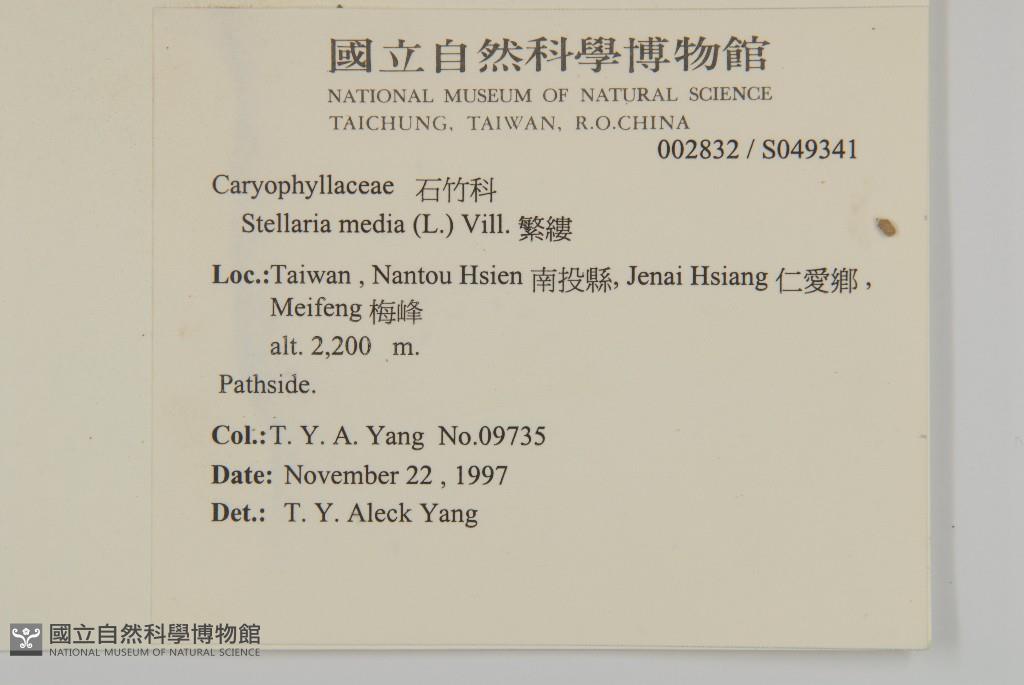 國立自然科學博物館
NATIONAL MUSEUM OF NATURAL SCIENCE
TAICHUNG, TAIWAN, R.O.CHINA
002832 / S049341
Caryophyllaceae 石竹科
Stellaria media (L.) Vill. 繁縷
Loc.:Taiwan , Nantou Hsien 南投縣, Jenai Hsiang 仁愛鄉 ,
Meifeng 梅峰
alt. 2,200 m.
Pathside.
Col.:T. Y. A. Yang No.09735
Date: November 22 , 1997
Det.: T. Y. Aleck Yang
國立自然科學博物館
NATIONAL MUSEUM OF NATURAL SCIENCE